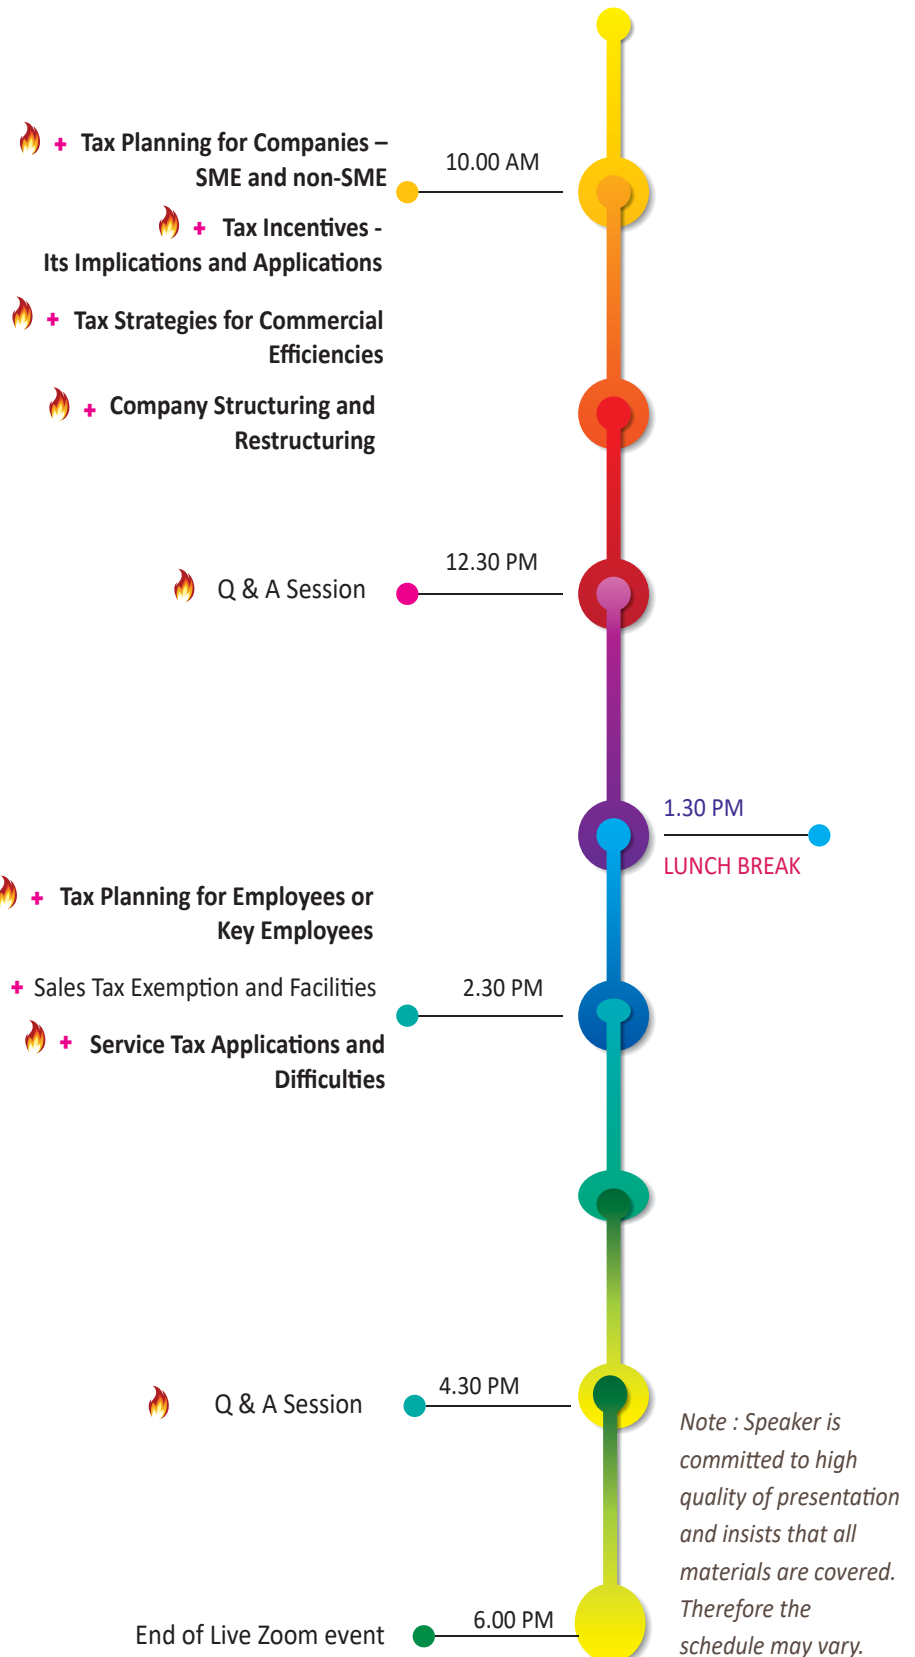 + Tax Planning for Companies –
SME and non-SME
10.00 AM
+ Tax Incentives -
Its Implications and Applications
+ Tax Strategies for Commercial
Efficiencies
+ Company Structuring and
Restructuring
12.30 PM
Q & A Session
1.30 PM
LUNCH BREAK
+ Tax Planning for Employees or
Key Employees
+ Sales Tax Exemption and Facilities
2.30 PM
+ Service Tax Applications and
Difficulties
4.30 PM
Q & A Session
Note : Speaker is
committed to high
quality of presentation
and insists that all
materials are covered.
Therefore the
schedule may vary.
6.00 PM
End of Live Zoom event